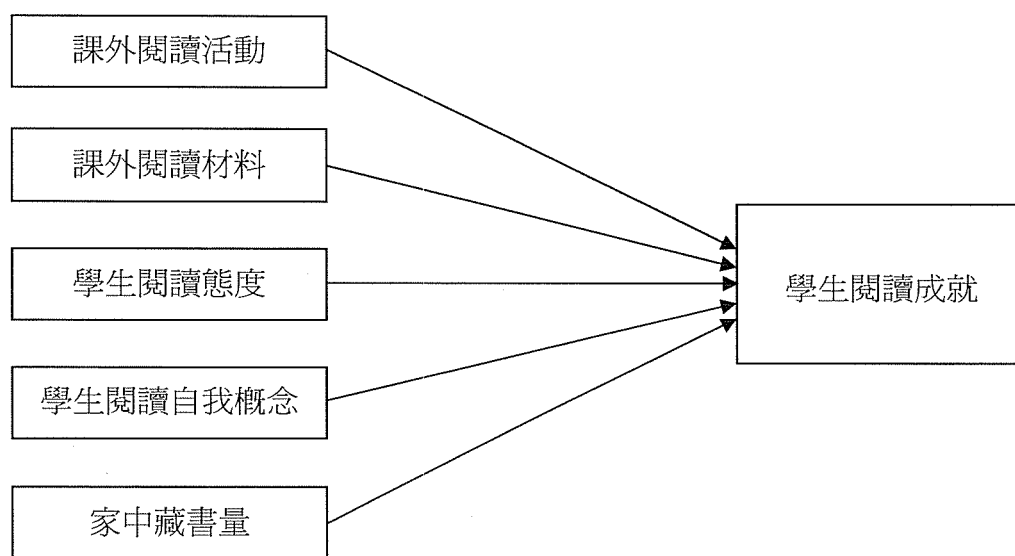 課外閱讀活動
課外閱讀材料
學生閱讀態度
學生閱讀自我概念
家中藏書量
學生閱讀成就